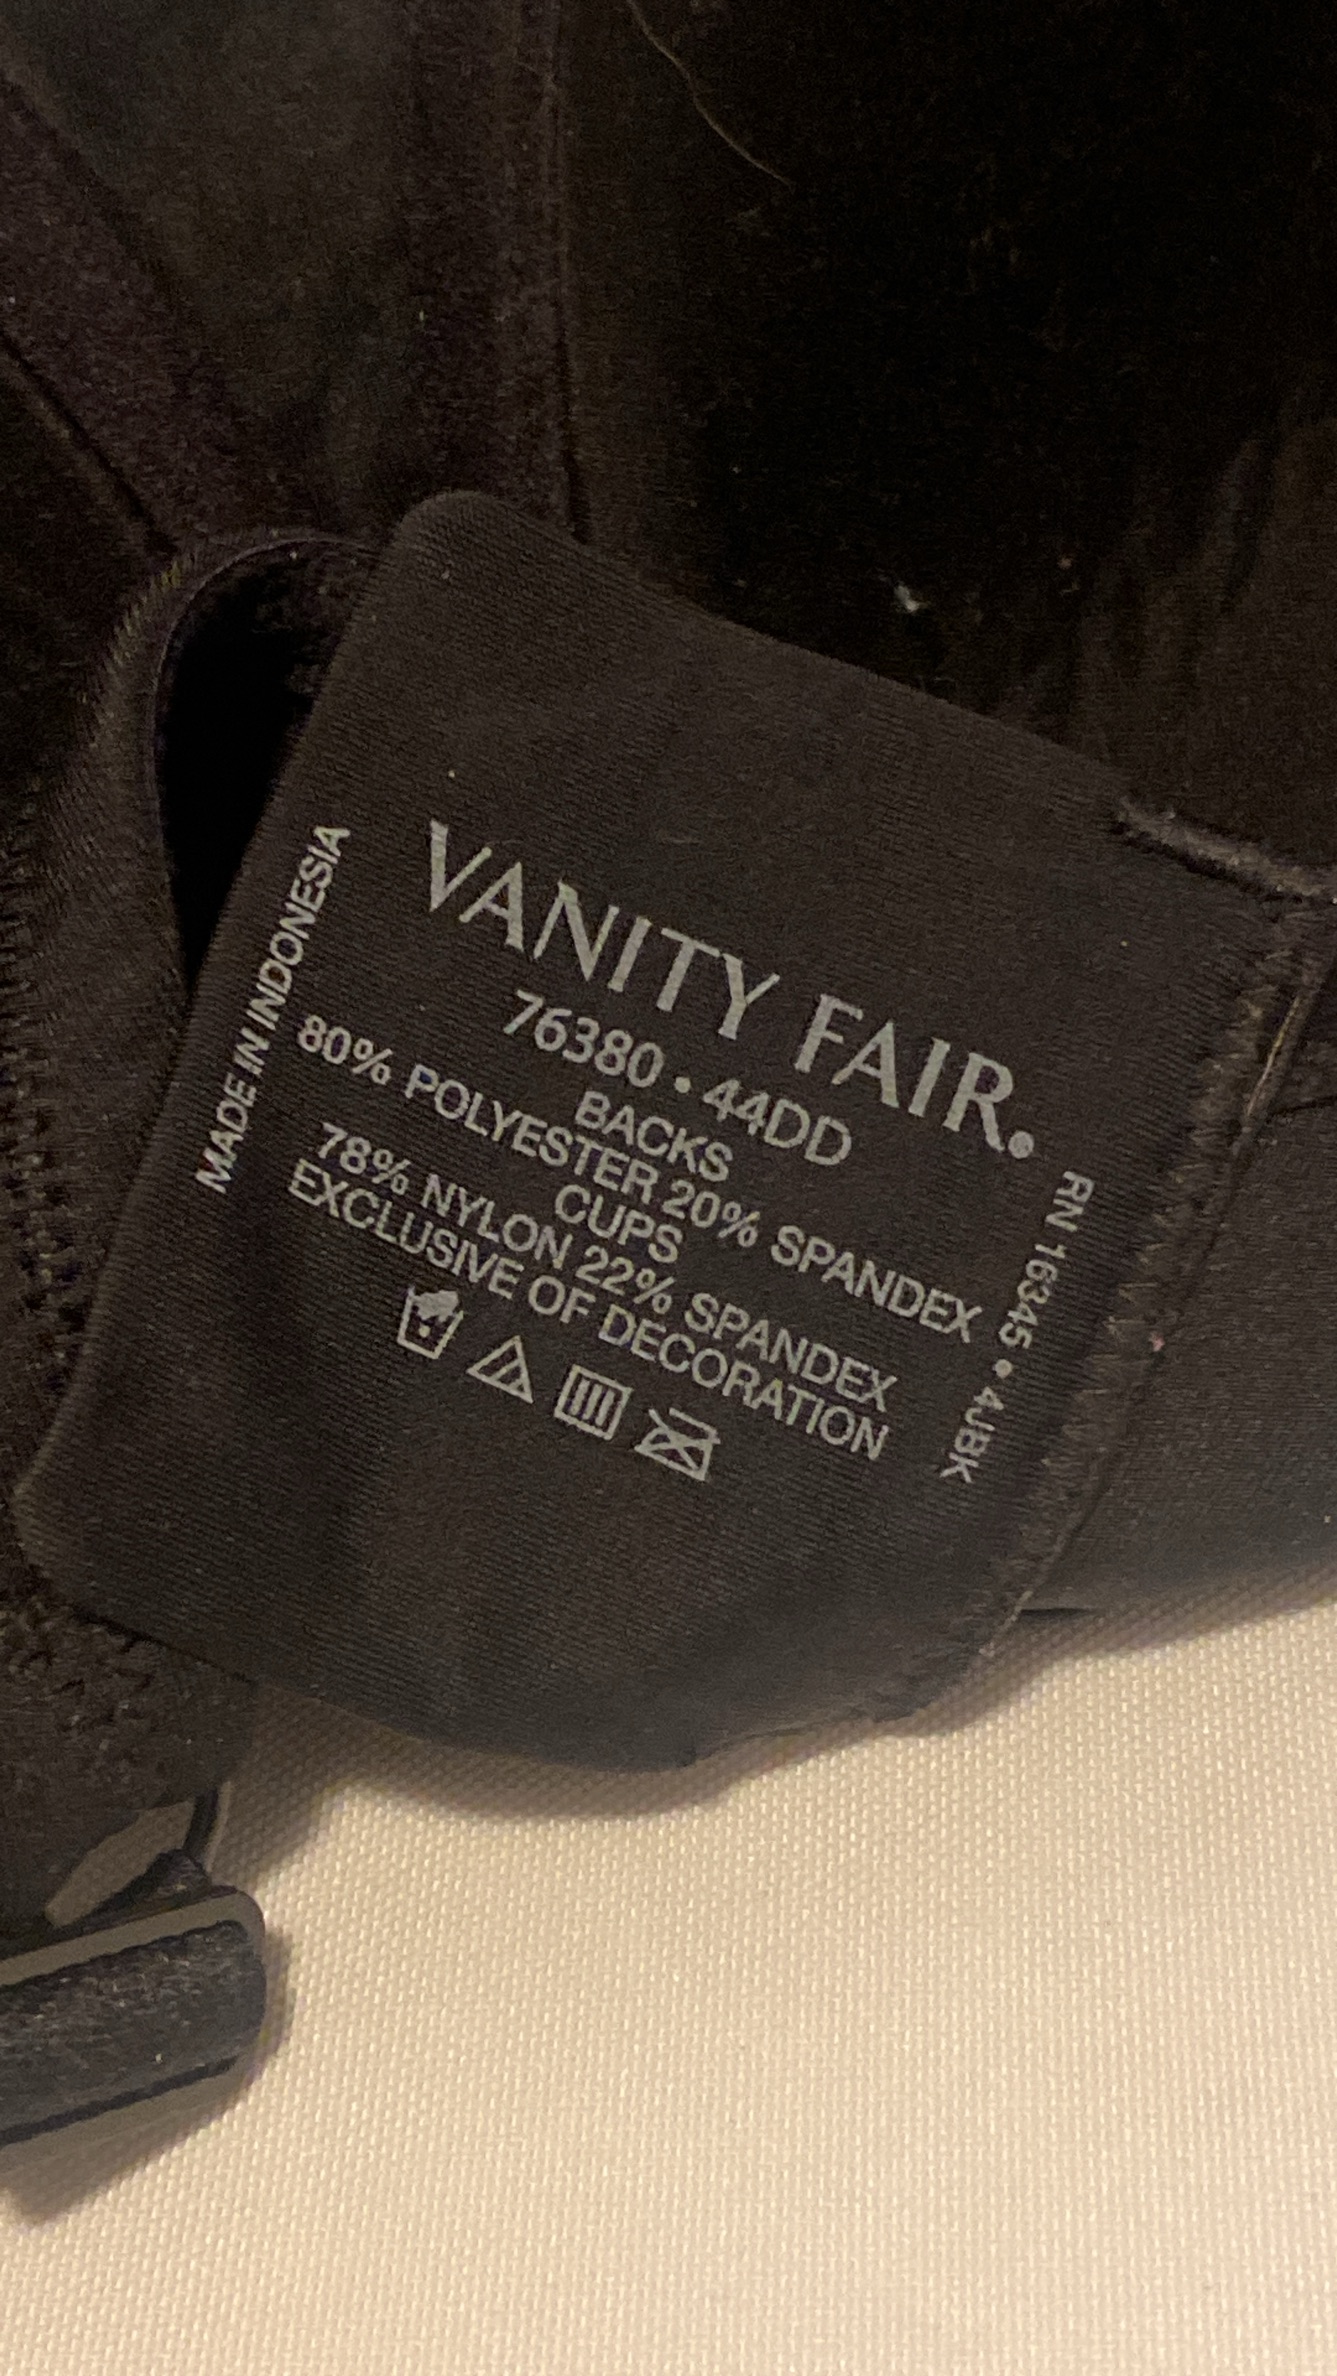 VANITY FAIR.
76380 • 44DD
BACKS
80% POLYESTER 20% SPANDEX
CUPS
78% NYLON 22% SPANDEX
EXCLUSIVE OF DECORATION
MADE IN INDONESIA
RN 16345 • 4JBK